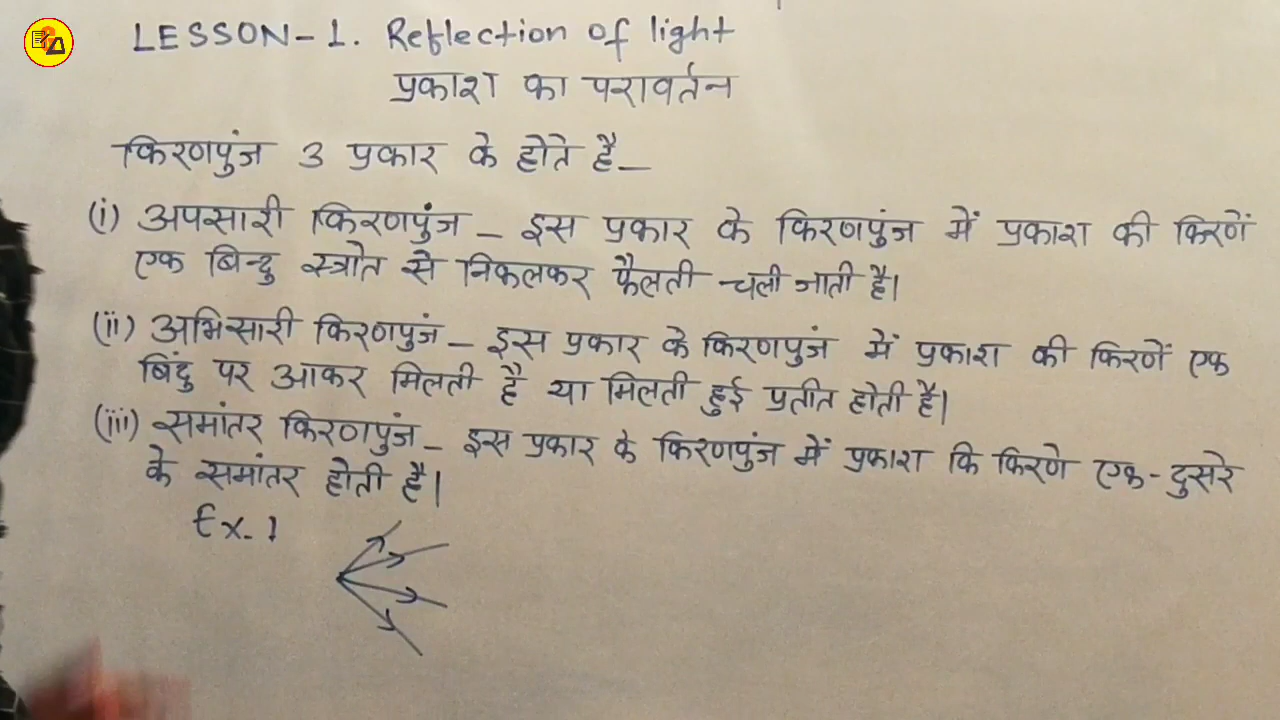 LESSON-1. Reflection of light
प्रकाश का परावर्तन
किरणपुंज 3 प्रकार के होते है_
(i) अपसारी किरणपुंज _ इस प्रकार के किरणपुंज में प्रकाश की किरणें
एक बिन्दु स्त्रोत से निकलकर फैलती चली जाती है।
(ii) अभिसारी किरणपुजं _ इस प्रकार के किरणपुजं में प्रकाश की किरणें एक
बिंदु पर आकर मिलती है या मिलती हुई प्रतीत होती है।
(iii) समांतर किरणपुजं _ इस प्रकार के किरणपुंज में प्रकाश कि किरणे एक-दुसरे
के समांतर होती है।
Ex. 1